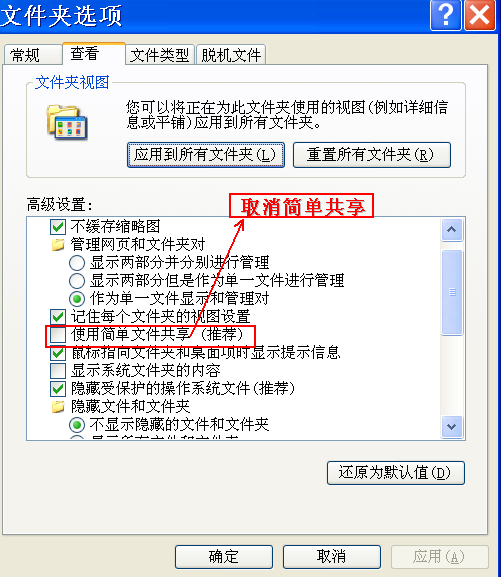 文件夹选项
常规 查看 文件类型 脱机文件
文件夹视图
您可以将正在为此文件夹使用的视图(例如详细信
息或平铺)应用到所有文件夹。
应用到所有文件夹(L) 重置所有文件夹(R)
高级设置:
取消简单共享
不缓存缩略图
管理网页和文件夹对
显示两部分并分别进行管理
显示两部分但是作为单一文件进行管理
作为单一文件显示和管理对
记住每个文件夹的视图设置
使用简单文件共享 (推荐)
鼠标指向文件夹和桌面项时显示提示信息
显示系统文件夹的内容
隐藏受保护的操作系统文件(推荐)
隐藏文件和文件夹
不显示隐藏的文件和文件夹
还原为默认值(D)
确定 取消 应用(A)